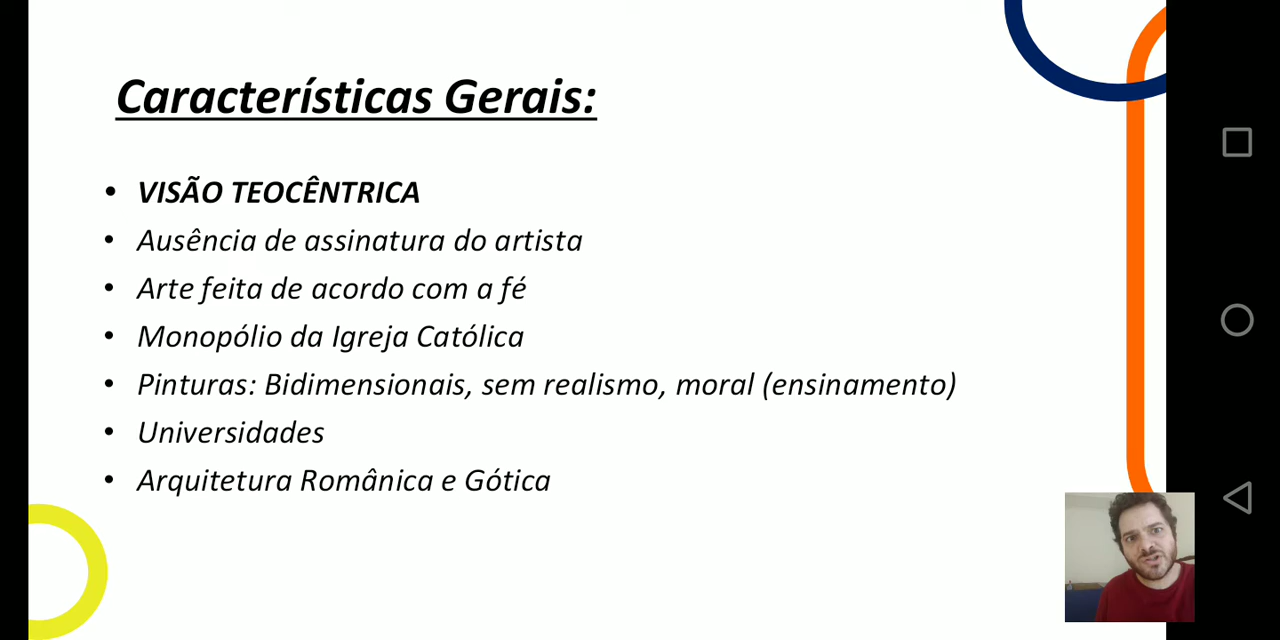 Características Gerais:
• VISÃO TEOCÊNTRICA
• Ausência de assinatura do artista
• Arte feita de acordo com a fé
• Monopólio da Igreja Católica
• Pinturas: Bidimensionais, sem realismo, moral (ensinamento)
• Universidades
• Arquitetura Românica e Gótica